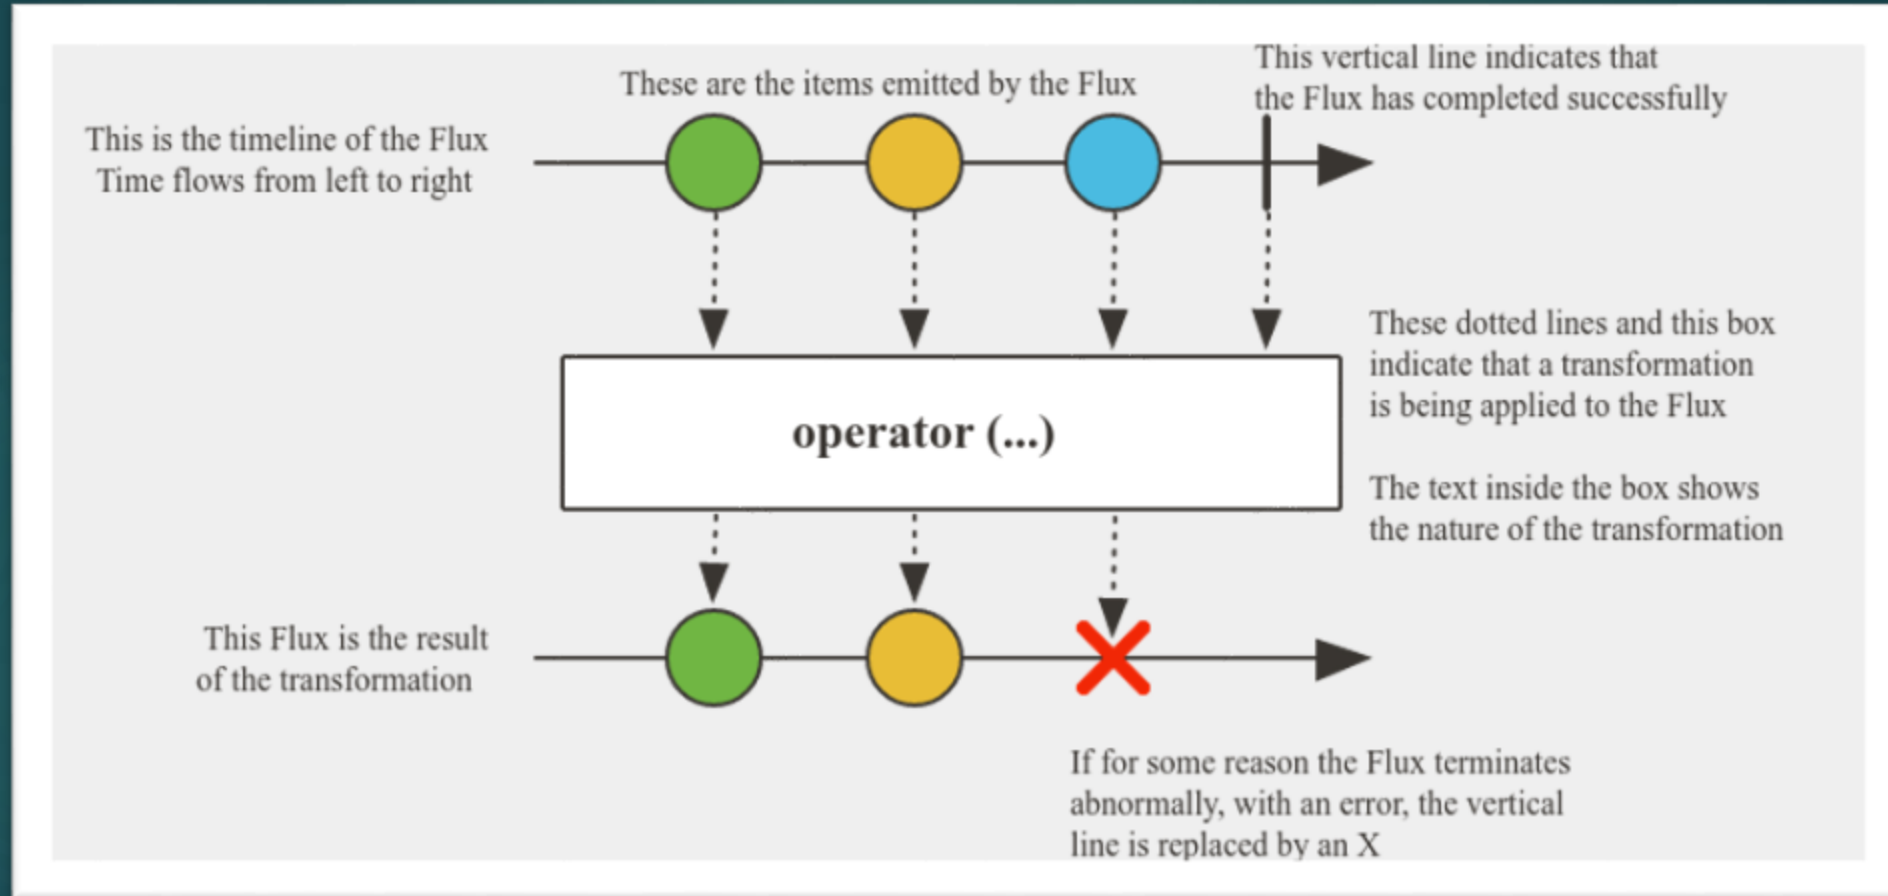 These are the items emitted by the Flux
This vertical line indicates that
the Flux has completed successfully
This is the timeline of the Flux
Time flows from left to right
These dotted lines and this box
indicate that a transformation
is being applied to the Flux
operator (...)
The text inside the box shows
the nature of the transformation
This Flux is the result
of the transformation
If for some reason the Flux terminates
abnormally, with an error, the vertical
line is replaced by an X